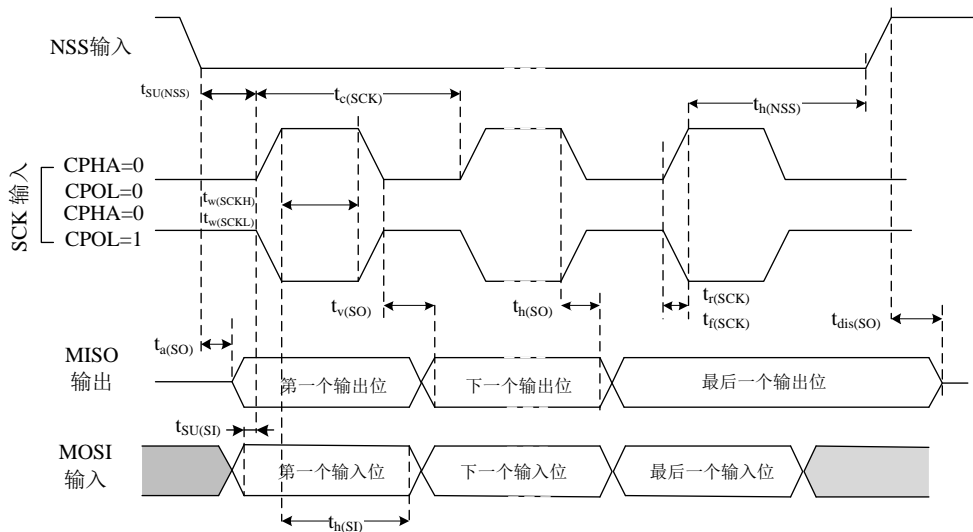 NSS输入
tSU(NSS)
tc(SCK)
th(NSS)
SCK 输入
CPHA=0
CPOL=0
CPHA=0
CPOL=1
tw(SCKH)
tw(SCKL)
tv(SO)
th(SO)
tr(SCK)
tf(SCK)
tdis(SO)
ta(SO)
MISO
输出
第一个输出位
下一个输出位
最后一个输出位
tSU(SI)
MOSI
输入
第一个输入位
下一个输入位
最后一个输入位
th(SI)